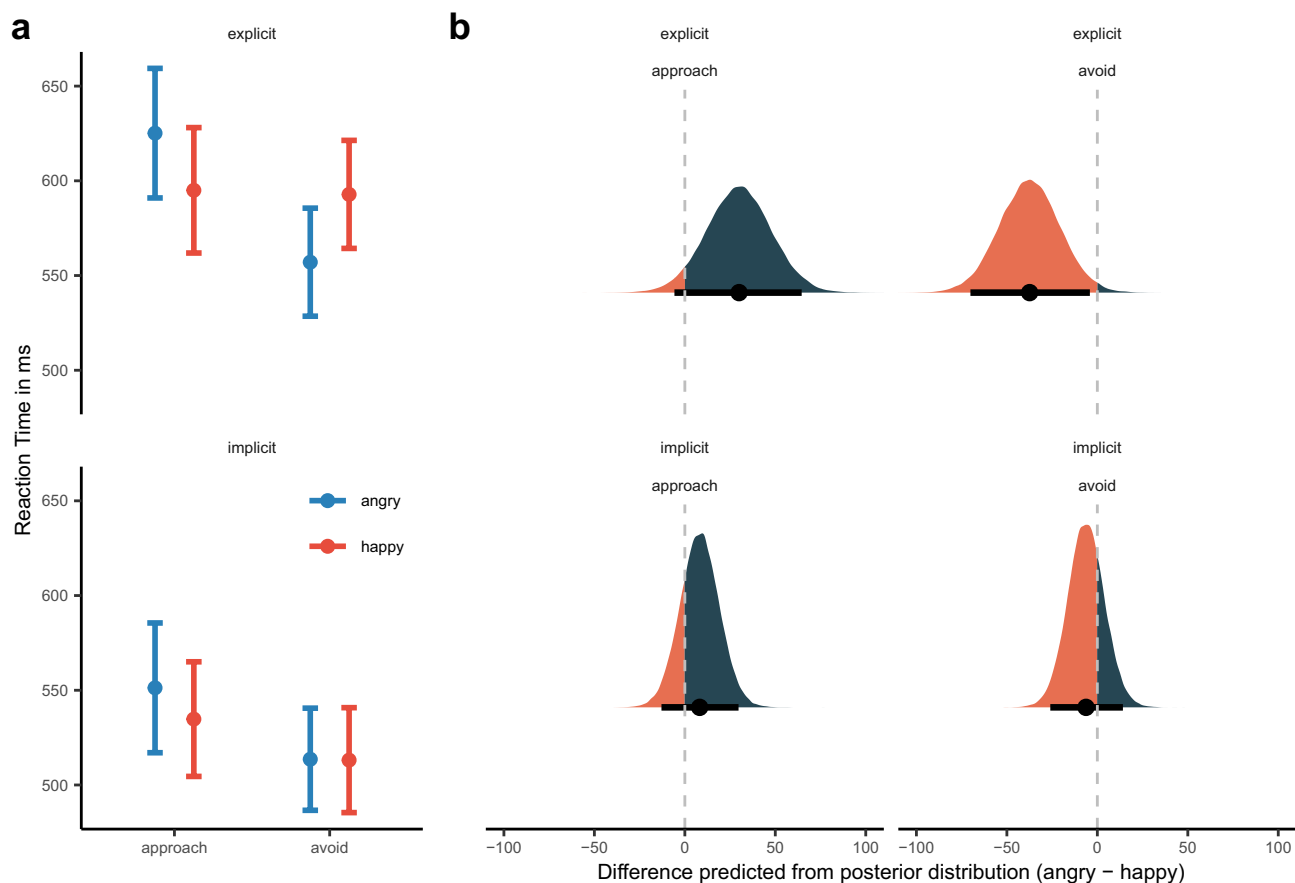 a
explicit
650
600
550
500
Reaction Time in ms
implicit
650
600
550
500
angry
happy
approach
avoid
b
explicit
approach
explicit
avoid
implicit
approach
implicit
avoid
−100
−50
0
50
100
−100
−50
0
50
100
Difference predicted from posterior distribution (angry − happy)